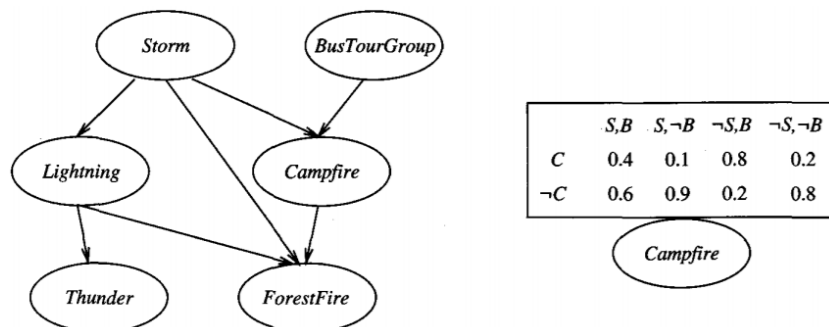 Storm
BusTourGroup
Lightning
Campfire
Thunder
ForestFire
S,B S,¬B ¬S,B ¬S,¬B
C 0.4 0.1 0.8 0.2
¬C 0.6 0.9 0.2 0.8
Campfire